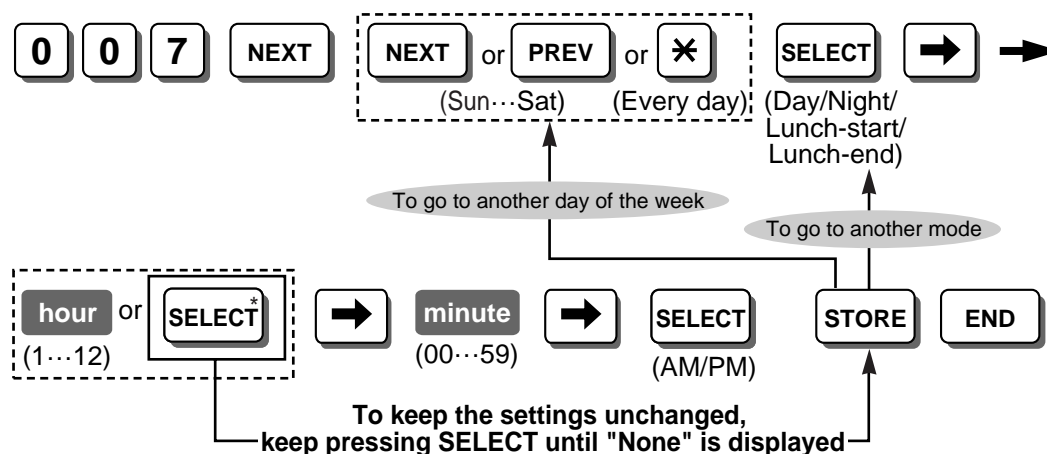 0 0 7 NEXT NEXT or PREV or ✳ SELECT ➡
(Sun···Sat) (Every day) (Day/Night/
Lunch-start/
Lunch-end)
To go to another day of the week
To go to another mode
hour or SELECT* ➡ minute ➡ SELECT STORE END
(1···12) (00···59) (AM/PM)
To keep the settings unchanged,
keep pressing SELECT until "None" is displayed